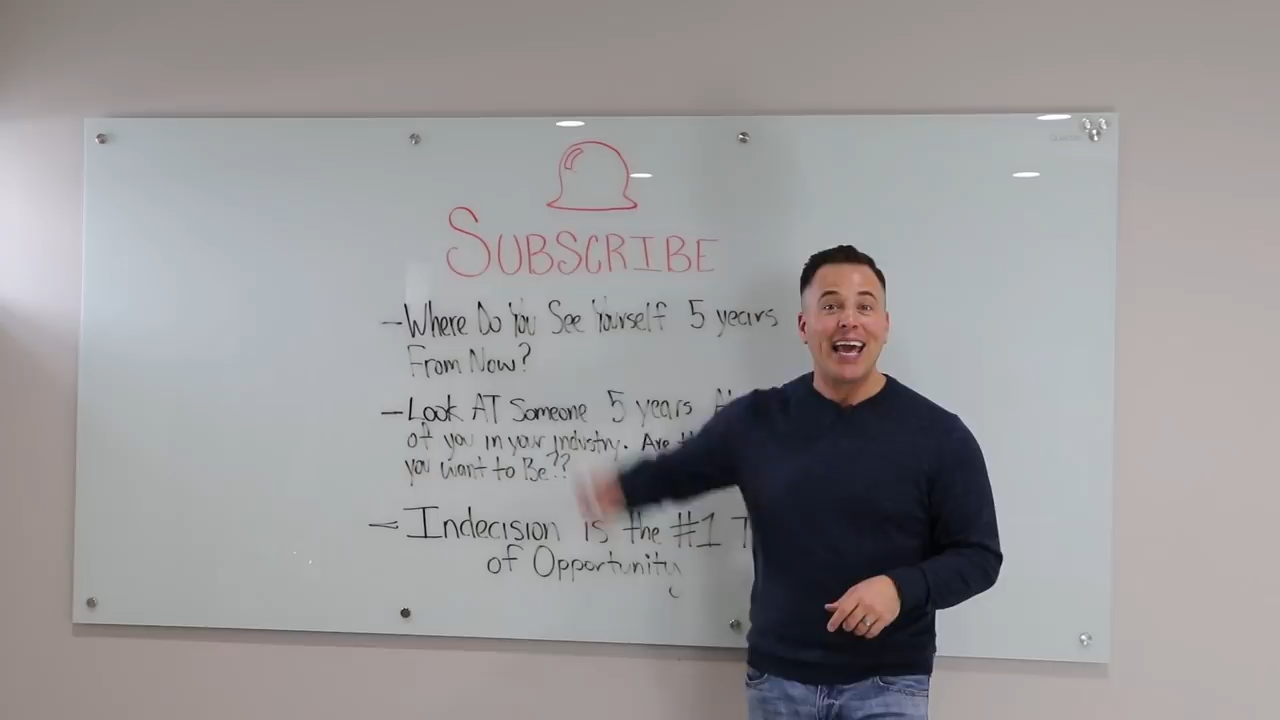 SUBSCRIBE
- Where Do You See Yourself 5 years
From Now?
- Look AT Someone 5 years
of you in your industry. Are
you want to Be??
- Indecision is the #1
of Opportunity